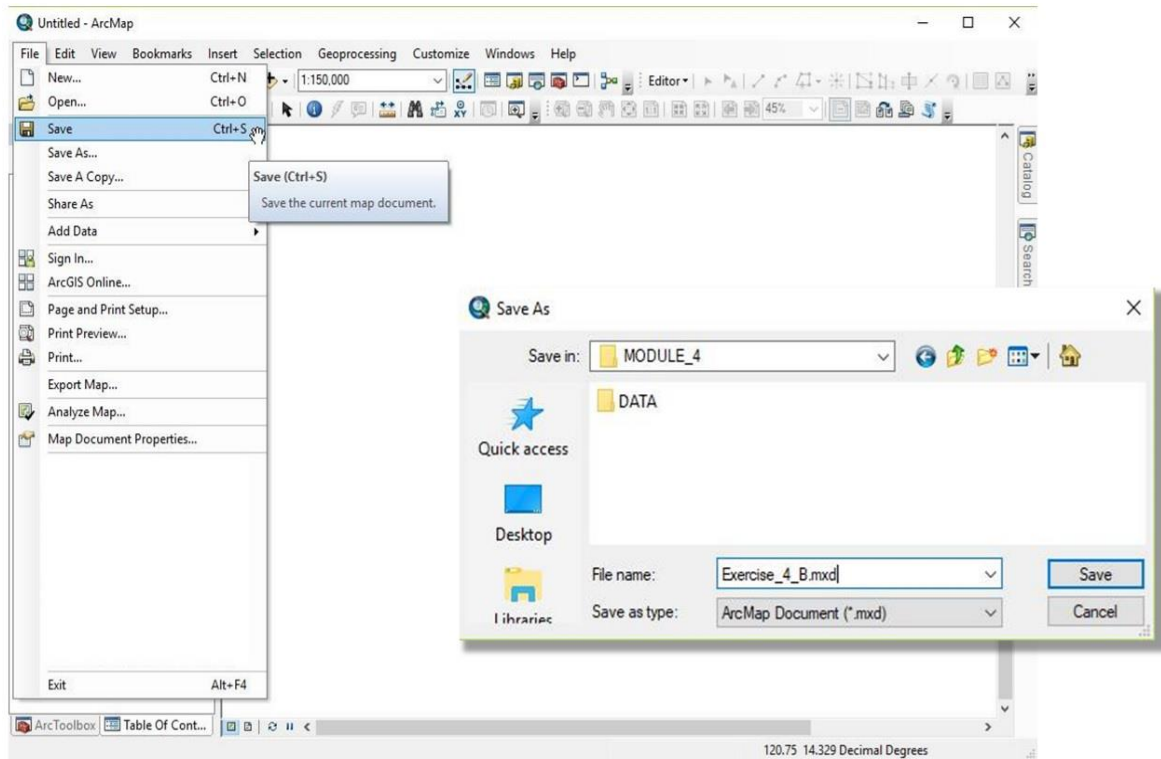 Untitled - ArcMap
File Edit View Bookmarks Insert Selection Geoprocessing Customize Windows Help
New... Ctrl+N
1:150,000
Editor
Open... Ctrl+O
45%
Save Ctrl+S
Save As...
Save A Copy...
Share As
Add Data
Sign In...
ArcGIS Online...
Page and Print Setup...
Print Preview...
Print...
Export Map...
Analyze Map...
Map Document Properties...
Exit Alt+F4
Save (Ctrl+S)
Save the current map document.
Catalog
Search
Save As
Save in: MODULE_4
DATA
Quick access
Desktop
Libraries
File name: Exercise_4_B.mxd
Save
Save as type: ArcMap Document (*.mxd)
Cancel
ArcToolbox Table Of Cont...
120.75 14.329 Decimal Degrees